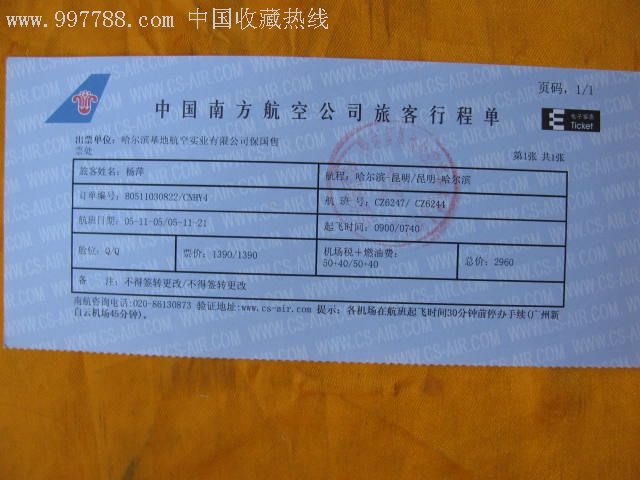 www.997788.com 中国收藏热线
页码, 1/1
中国南方航空公司旅客行程单
电子客票
E Ticket
出票单位: 哈尔滨基地航空实业有限公司保国售
票处
第1张 共1张
旅客姓名: 杨萍 航程: 哈尔滨-昆明/昆明-哈尔滨
订单编号: B0511030822/CNHY4 航 班 号: CZ6247/ CZ6244
航班日期: 05-11-05/05-11-21 起飞时间: 0900/0740
舱位: Q/Q 票价: 1390/1390 机场税＋燃油费: 50+40/50+40 总价: 2960
备 注: 不得签转更改/不得签转更改
南航咨询电话:020-86130873 验证地址:www.cs-air.com 提示: 各机场在航班起飞时间30分钟前停办手续(广州新
白云机场45分钟)。
WWW.CS-AIR.COM